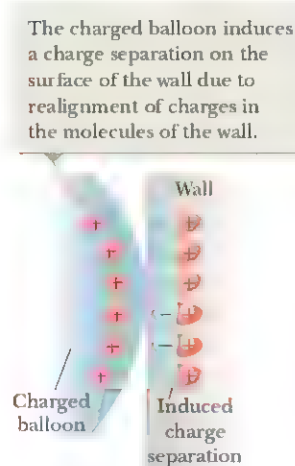 The charged balloon induces
a charge separation on the
surface of the wall due to
realignment of charges in
the molecules of the wall.
Wall
+
+
+
+
+
+
+
+
+
− +
− +
+
Charged
balloon
Induced
charge
separation